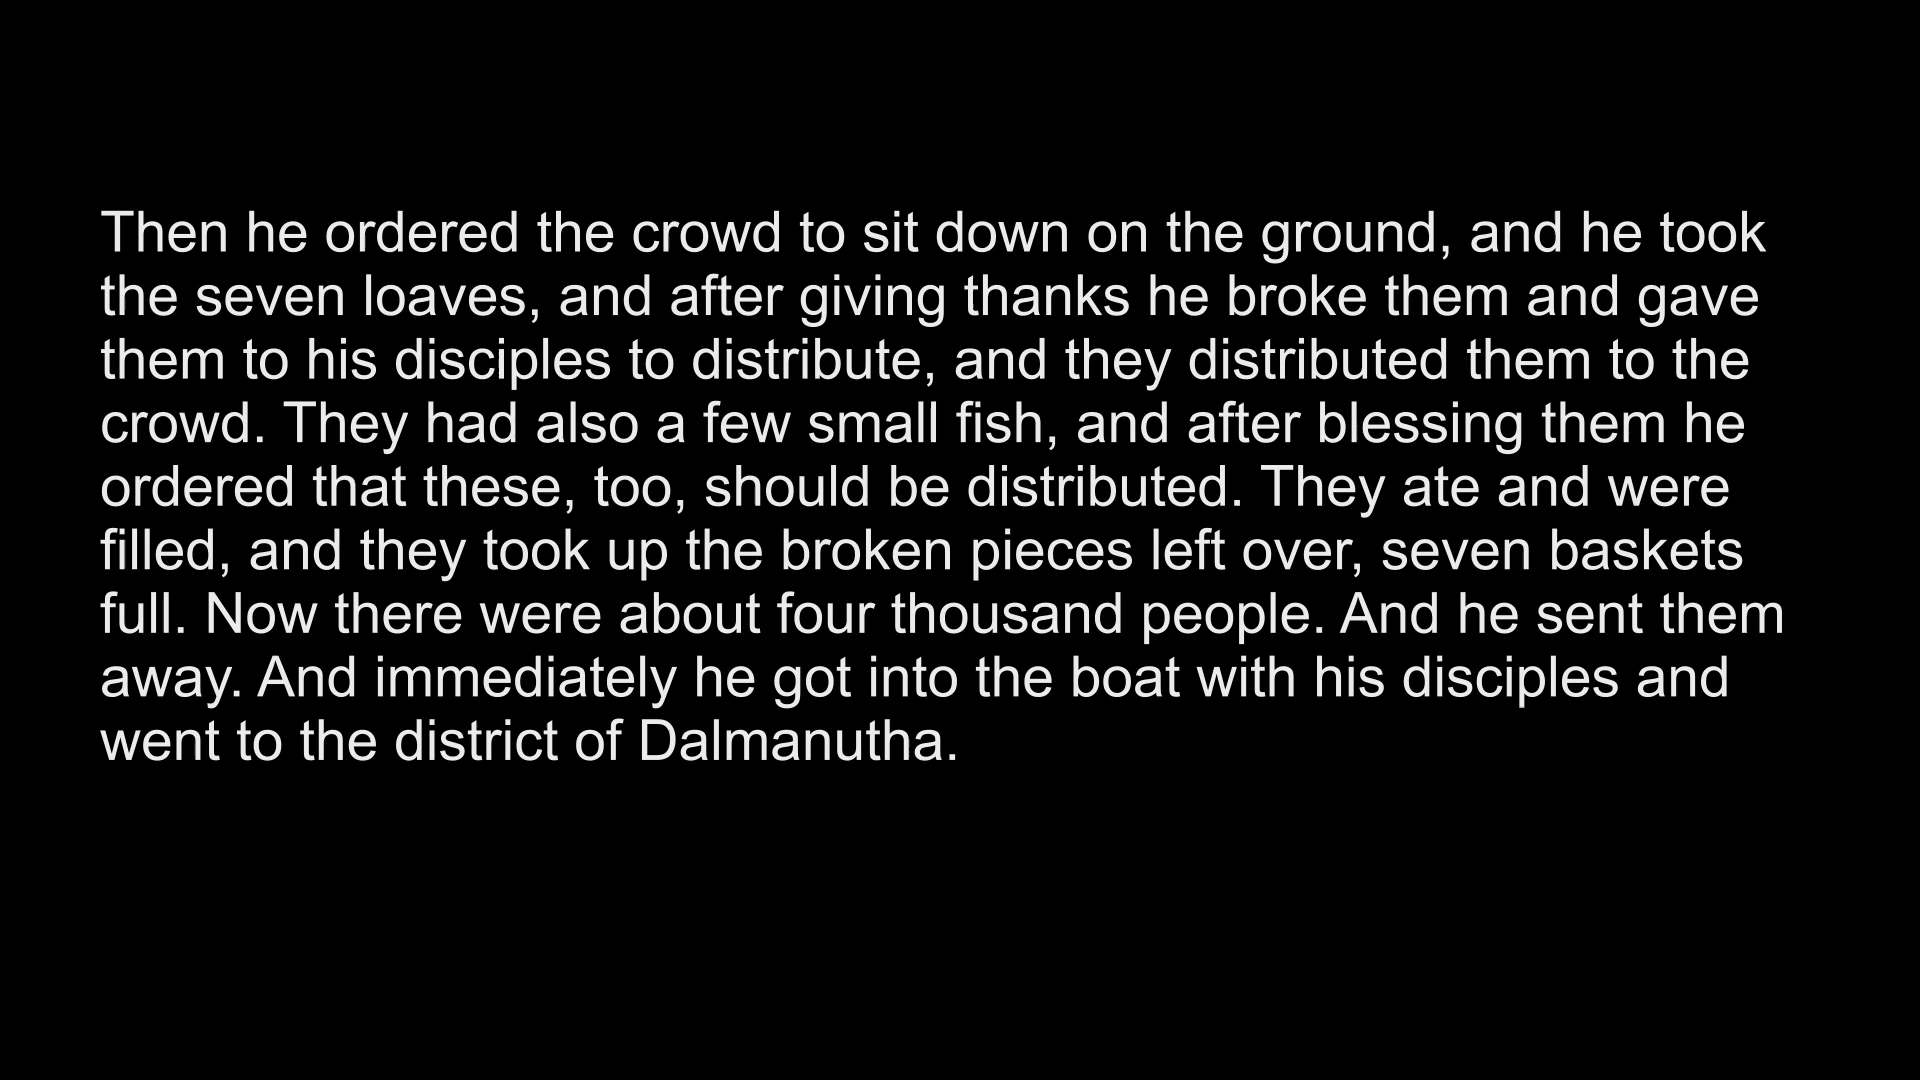 Then he ordered the crowd to sit down on the ground, and he took
the seven loaves, and after giving thanks he broke them and gave
them to his disciples to distribute, and they distributed them to the
crowd. They had also a few small fish, and after blessing them he
ordered that these, too, should be distributed. They ate and were
filled, and they took up the broken pieces left over, seven baskets
full. Now there were about four thousand people. And he sent them
away. And immediately he got into the boat with his disciples and
went to the district of Dalmanutha.